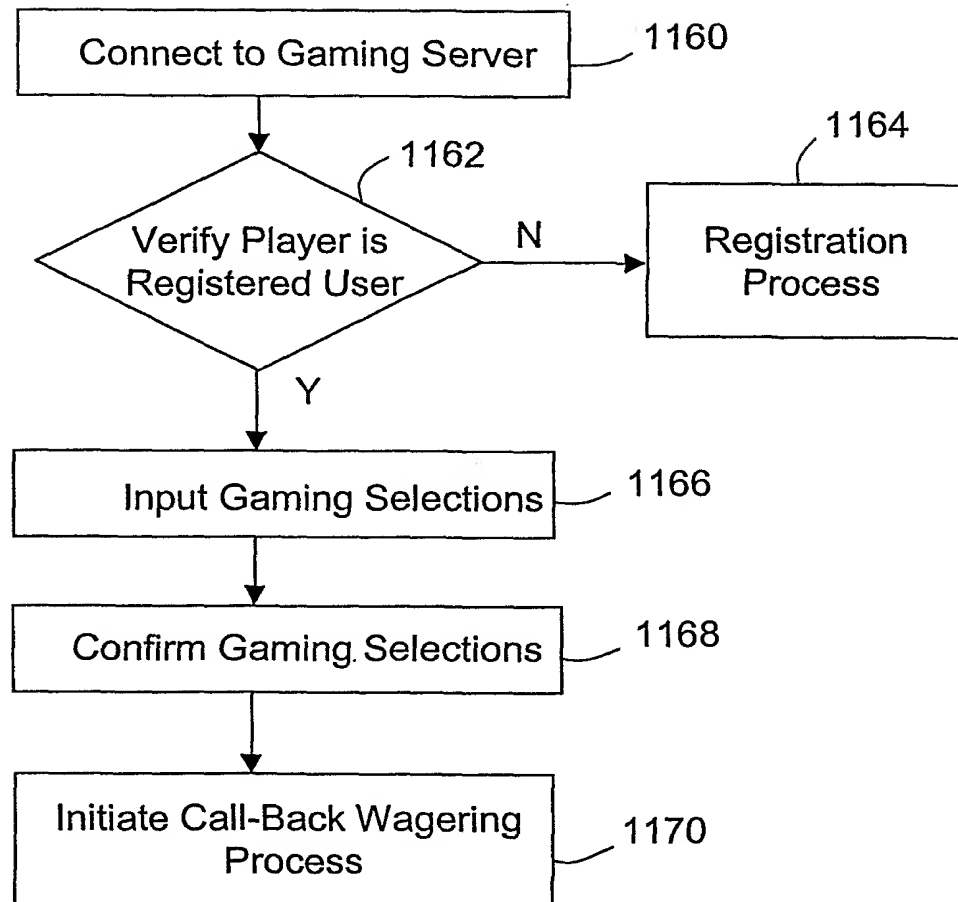 Connect to Gaming Server
1160
1162
1164
Verify Player is
Registered User
N
Registration
Process
Y
Input Gaming Selections
1166
Confirm Gaming Selections
1168
Initiate Call-Back Wagering
Process
1170